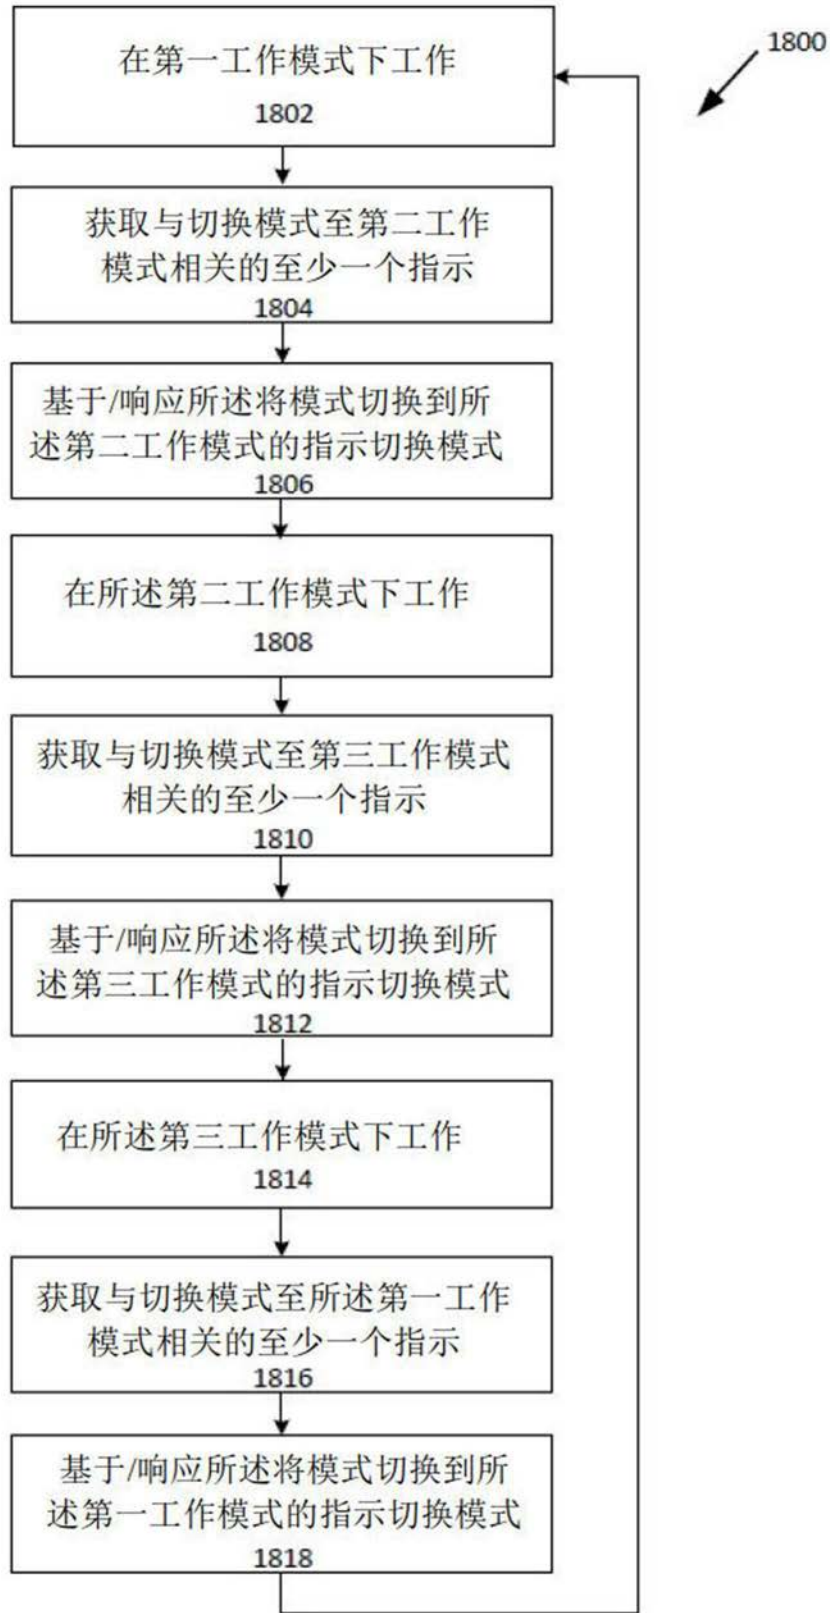 1800
在第一工作模式下工作
1802
获取与切换模式至第二工作
模式相关的至少一个指示
1804
基于/响应所述将模式切换到所
述第二工作模式的指示切换模式
1806
在所述第二工作模式下工作
1808
获取与切换模式至第三工作模式
相关的至少一个指示
1810
基于/响应所述将模式切换到所
述第三工作模式的指示切换模式
1812
在所述第三工作模式下工作
1814
获取与切换模式至所述第一工作
模式相关的至少一个指示
1816
基于/响应所述将模式切换到所
述第一工作模式的指示切换模式
1818